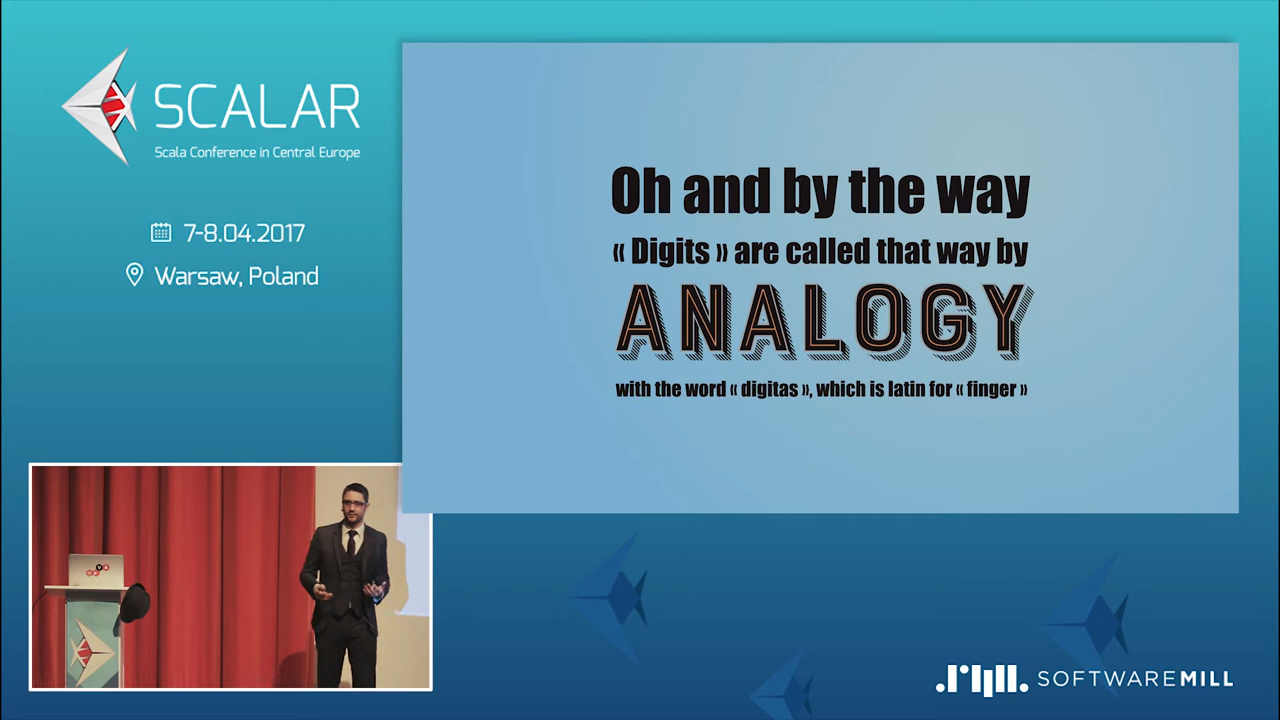 SCALAR
Scala Conference in Central Europe
7-8.04.2017
Warsaw, Poland
Oh and by the way
« Digits » are called that way by
ANALOGY
with the word « digitas », which is latin for « finger »
SOFTWAREMILL